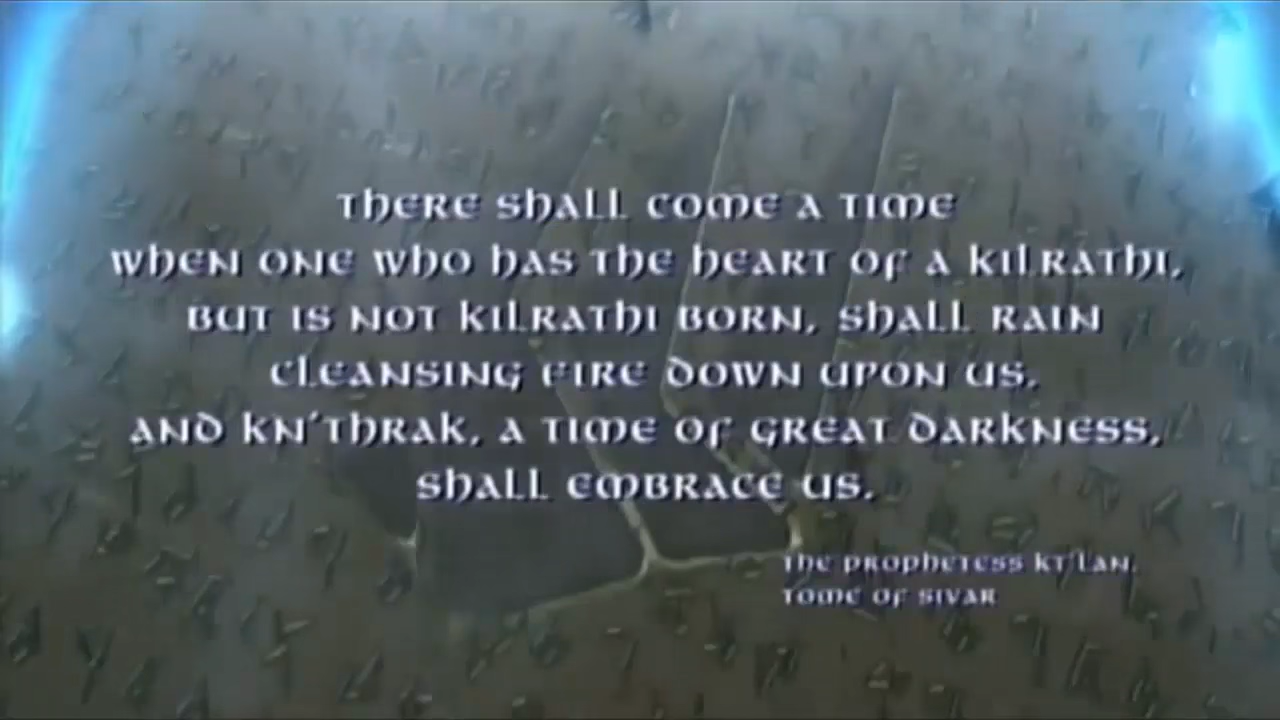 There shall come a time
when one who has the heart of a Kilrathi,
but is not Kilrathi born, shall rain
cleansing fire down upon us,
and Kn'thrak, a time of great darkness,
shall embrace us.
The Prophetess Kt'lan,
Tome of Sivar